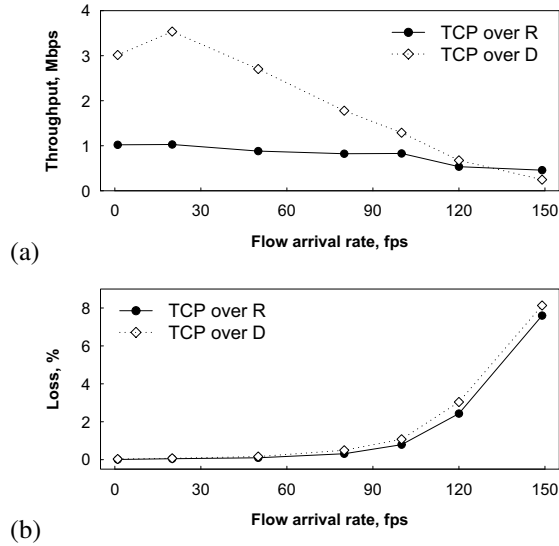 4
3
2
1
0
Throughput, Mbps
TCP over R
TCP over D
0 30 60 90 120 150
Flow arrival rate, fps
(a)
8
6
4
2
0
Loss, %
TCP over R
TCP over D
0 30 60 90 120 150
Flow arrival rate, fps
(b)